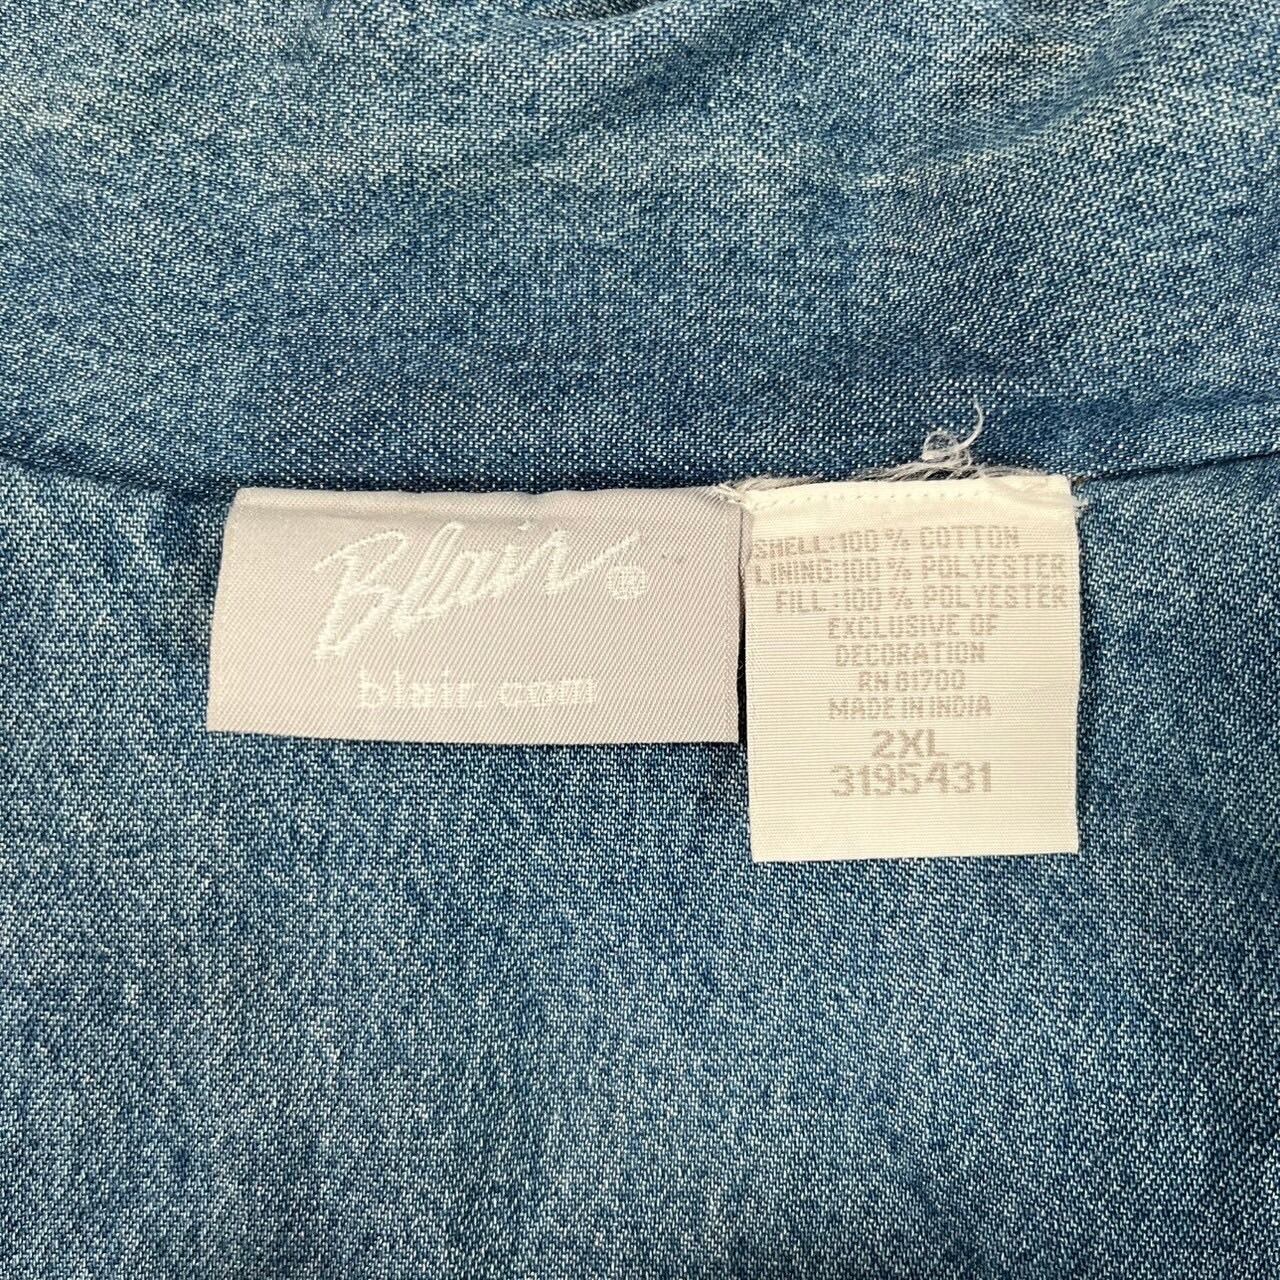 Blair
blair.com
SHELL:100% COTTON
LINING:100% POLYESTER
FILL:100% POLYESTER
EXCLUSIVE OF
DECORATION
RN 81700
MADE IN INDIA
2XL
3195431